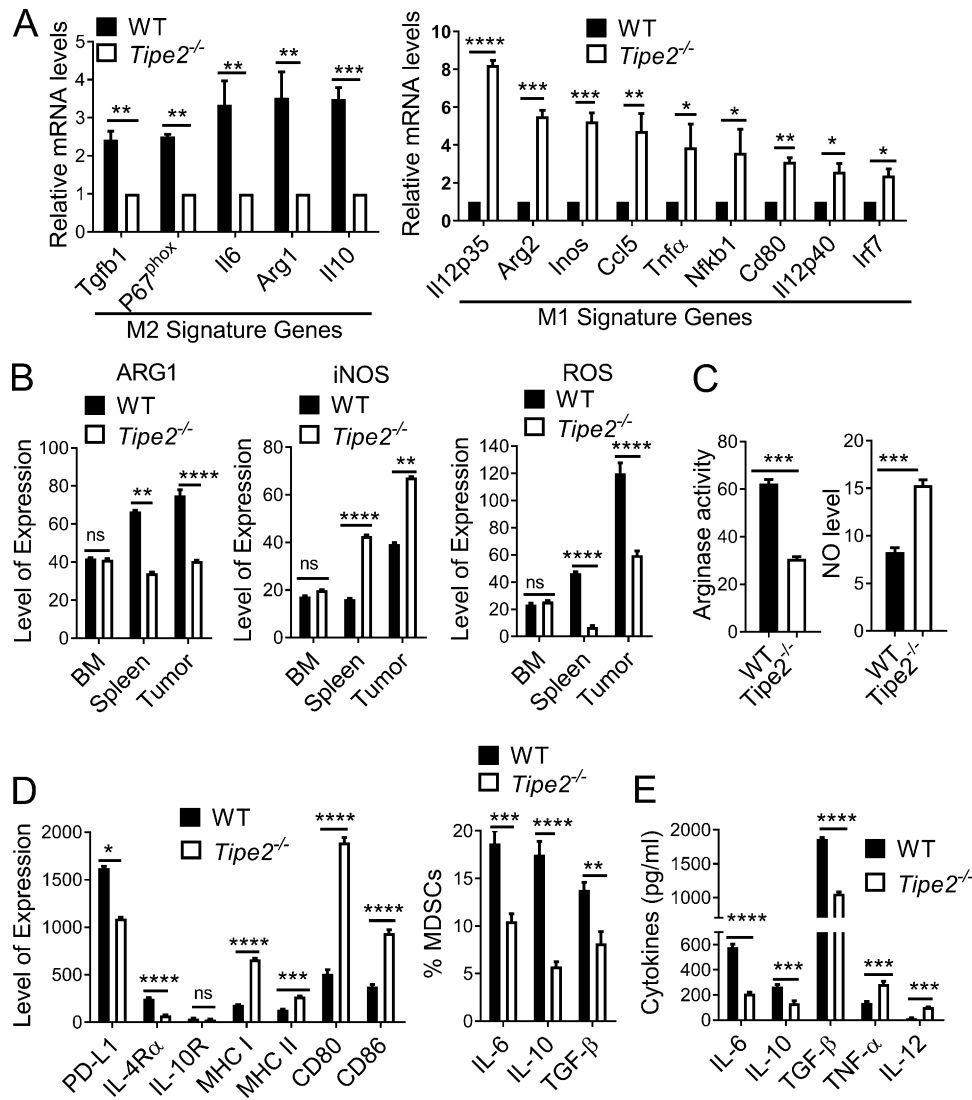 A
WT
Tipe2-/-
Relative mRNA levels
5
4
3
2
1
0
** ** ** ** ***
Tgfb1 P67phox Il6 Arg1 Il10
M2 Signature Genes
WT
Tipe2-/-
Relative mRNA levels
10
8
6
4
2
0
**** *** *** ** * * ** * *
Il12p35 Arg2 Inos Ccl5 Tnfα Nfkb1 Cd80 Il12p40 Irf7
M1 Signature Genes
B
ARG1
WT
Tipe2-/-
Level of Expression
100
80
60
40
20
0
ns ** ****
BM Spleen Tumor
iNOS
WT
Tipe2-/-
Level of Expression
80
60
40
20
0
ns **** **
BM Spleen Tumor
ROS
WT
Tipe2-/-
Level of Expression
140
120
100
80
60
40
20
0
ns **** ****
BM Spleen Tumor
C
Arginase activity
80
60
40
20
0
***
WT Tipe2-/-
NO level
20
15
10
5
0
***
WT Tipe2-/-
D
WT
Tipe2-/-
Level of Expression
2000
1500
1000
500
0
* **** ns **** *** **** ****
PD-L1 IL-4Rα IL-10R MHC I MHC II CD80 CD86
WT
Tipe2-/-
% MDSCs
20
15
10
5
0
*** **** **
IL-6 IL-10 TGF-β
E
WT
Tipe2-/-
Cytokines (pg/ml)
2000
1500
1000
600
400
200
0
**** *** **** *** ***
IL-6 IL-10 TGF-β TNF-α IL-12